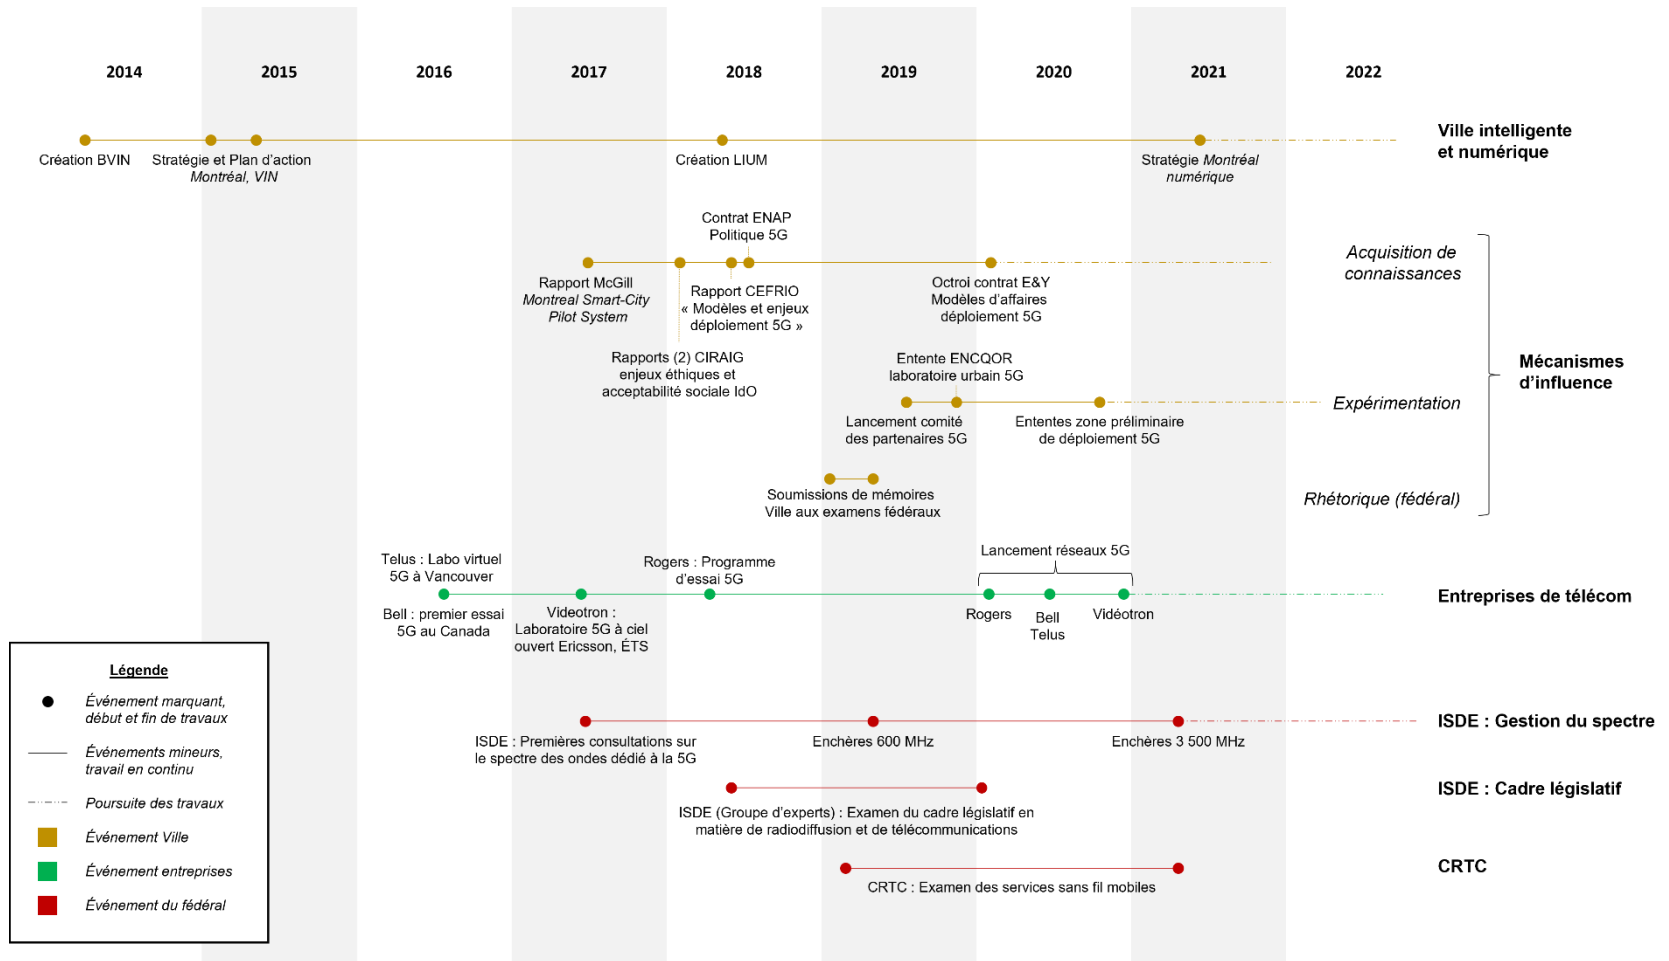 2014
2015
2016
2017
2018
2019
2020
2021
2022
Création BVIN
Stratégie et Plan d’action
Montréal, VIN
Création LIUM
Stratégie Montréal
numérique
Ville intelligente
et numérique
Contrat ENAP
Politique 5G
Rapport McGill
Montreal Smart-City
Pilot System
Rapport CEFRIO
« Modèles et enjeux
déploiement 5G »
Octroi contrat E&Y
Modèles d’affaires
déploiement 5G
Acquisition de
connaissances
Rapports (2) CIRAIG
enjeux éthiques et
acceptabilité sociale IdO
Entente ENCQOR
laboratoire urbain 5G
Lancement comité
des partenaires 5G
Ententes zone préliminaire
de déploiement 5G
Expérimentation
Mécanismes
d’influence
Soumissions de mémoires
Ville aux examens fédéraux
Rhétorique (fédéral)
Telus : Labo virtuel
5G à Vancouver
Bell : premier essai
5G au Canada
Videotron :
Laboratoire 5G à ciel
ouvert Ericsson, ÉTS
Rogers : Programme
d’essai 5G
Lancement réseaux 5G
Rogers
Bell
Telus
Vidéotron
Entreprises de télécom
ISDE : Premières consultations sur
le spectre des ondes dédié à la 5G
Enchères 600 MHz
Enchères 3 500 MHz
ISDE : Gestion du spectre
ISDE (Groupe d’experts) : Examen du cadre législatif en
matière de radiodiffusion et de télécommunications
ISDE : Cadre législatif
CRTC : Examen des services sans fil mobiles
CRTC
Légende
Événement marquant,
début et fin de travaux
Événements mineurs,
travail en continu
Poursuite des travaux
Événement Ville
Événement entreprises
Événement du fédéral